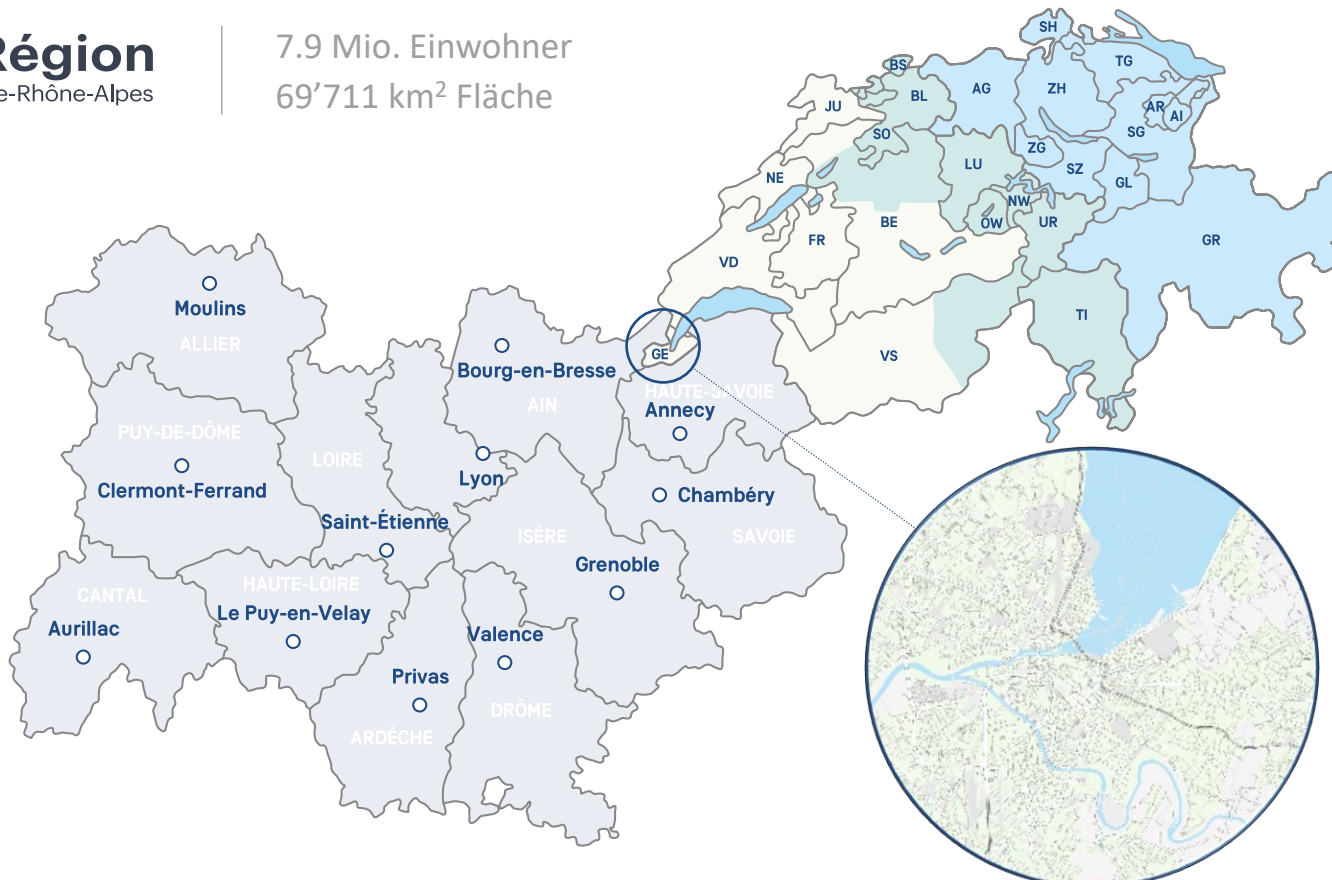 Région
e-Rhône-Alpes
7.9 Mio. Einwohner
69’711 km² Fläche
SH
BS
TG
JU
BL
AG
ZH
AR
AI
SO
SG
ZG
LU
SZ
NE
GL
NW
OW
UR
BE
FR
GR
VD
TI
GE
VS
Moulins
ALLIER
Bourg-en-Bresse
AIN
HAUTE-SAVOIE
Annecy
PUY-DE-DÔME
LOIRE
Clermont-Ferrand
Lyon
Chambéry
Saint-Étienne
ISÈRE
SAVOIE
Grenoble
HAUTE-LOIRE
CANTAL
Le Puy-en-Velay
Aurillac
Valence
Privas
DRÔME
ARDÈCHE